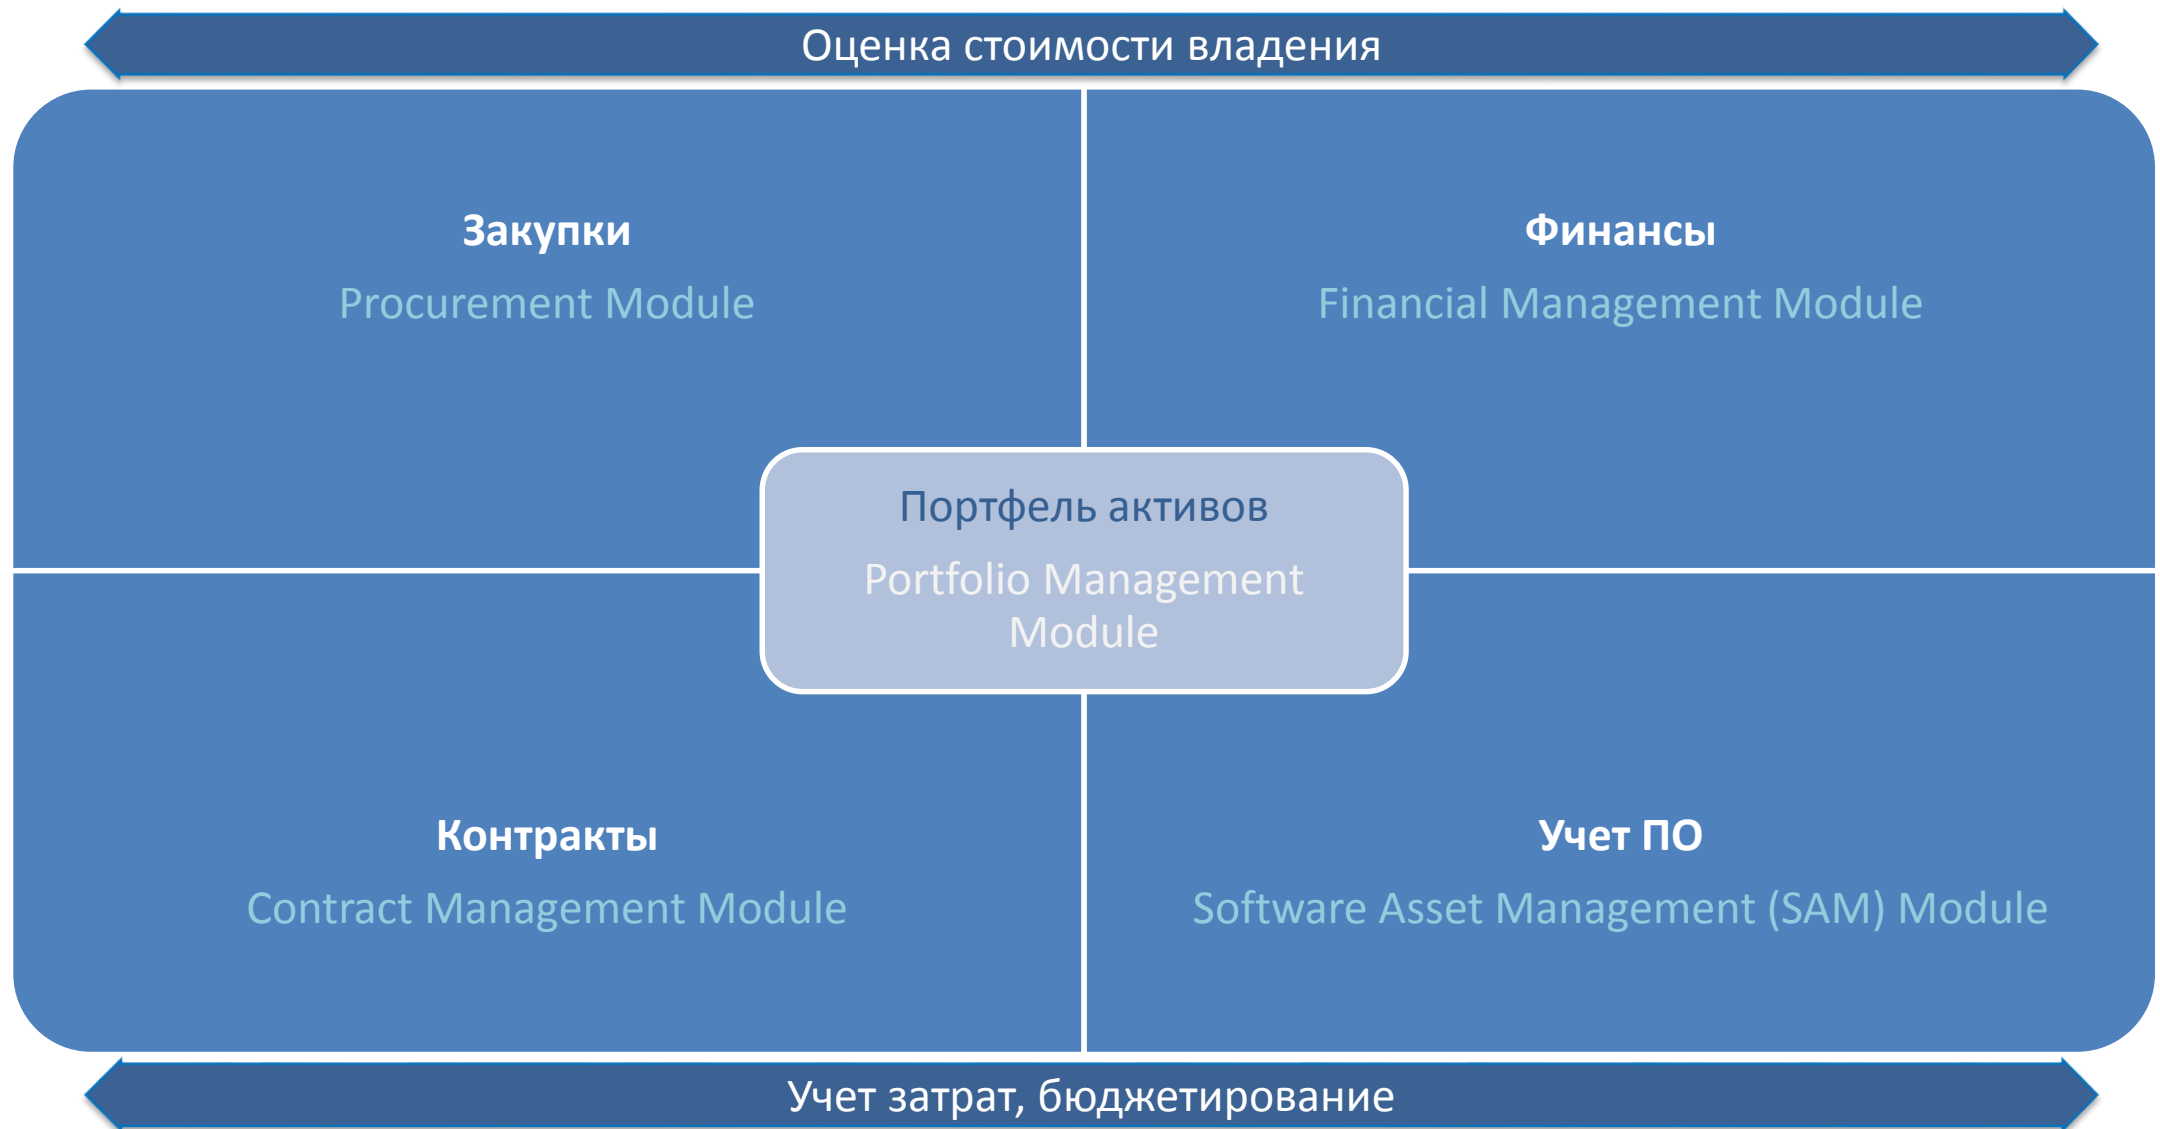 Оценка стоимости владения
Закупки
Procurement Module
Финансы
Financial Management Module
Портфель активов
Portfolio Management
Module
Контракты
Contract Management Module
Учет ПО
Software Asset Management (SAM) Module
Учет затрат, бюджетирование